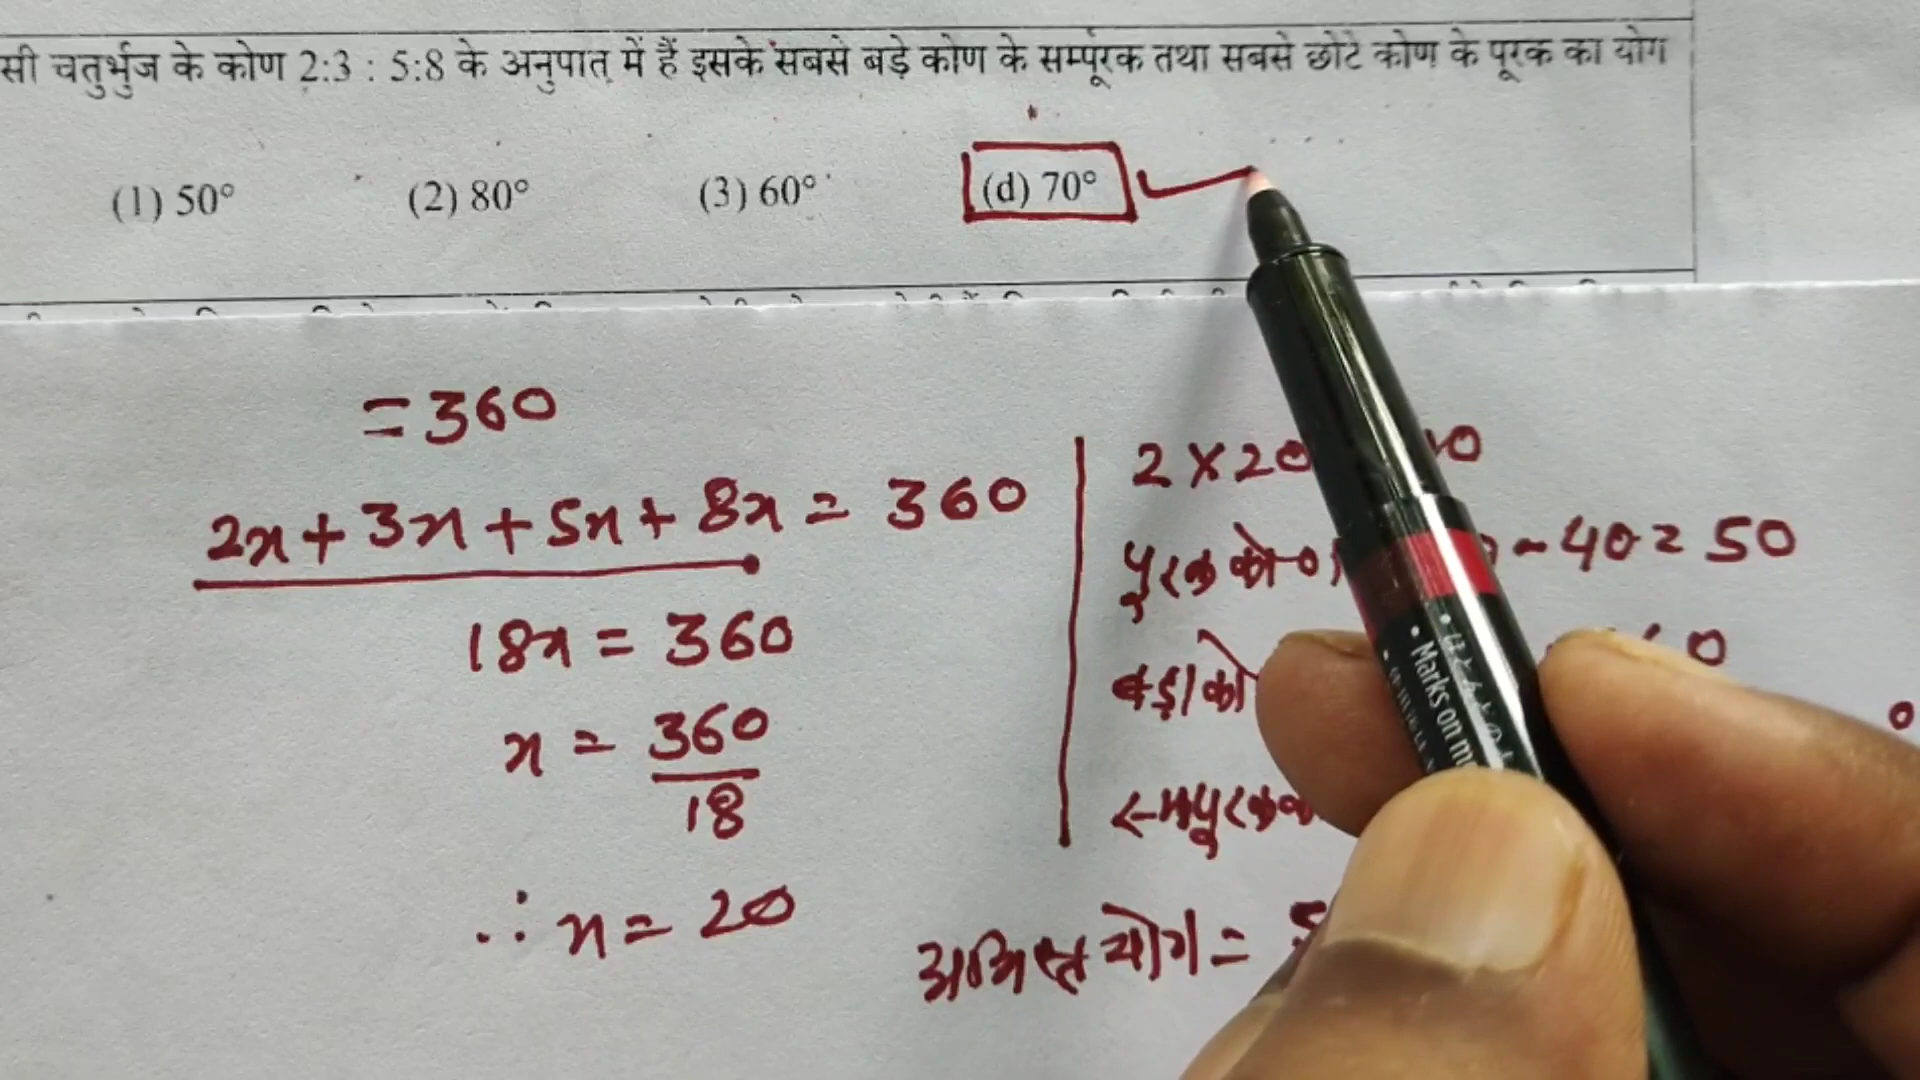 सी चतुर्भुज के कोण 2:3 : 5:8 के अनुपात में हैं इसके सबसे बड़े कोण के सम्पूरक तथा सबसे छोटे कोण के पूरक का योग
(1) 50° (2) 80° (3) 60° (d) 70°
= 360
2x + 3x + 5x + 8x = 360
18x = 360
x = 360
18
∴ x = 20
2 × 20
पूरक को - 40 = 50
बड़ा को
Marks on
योग =